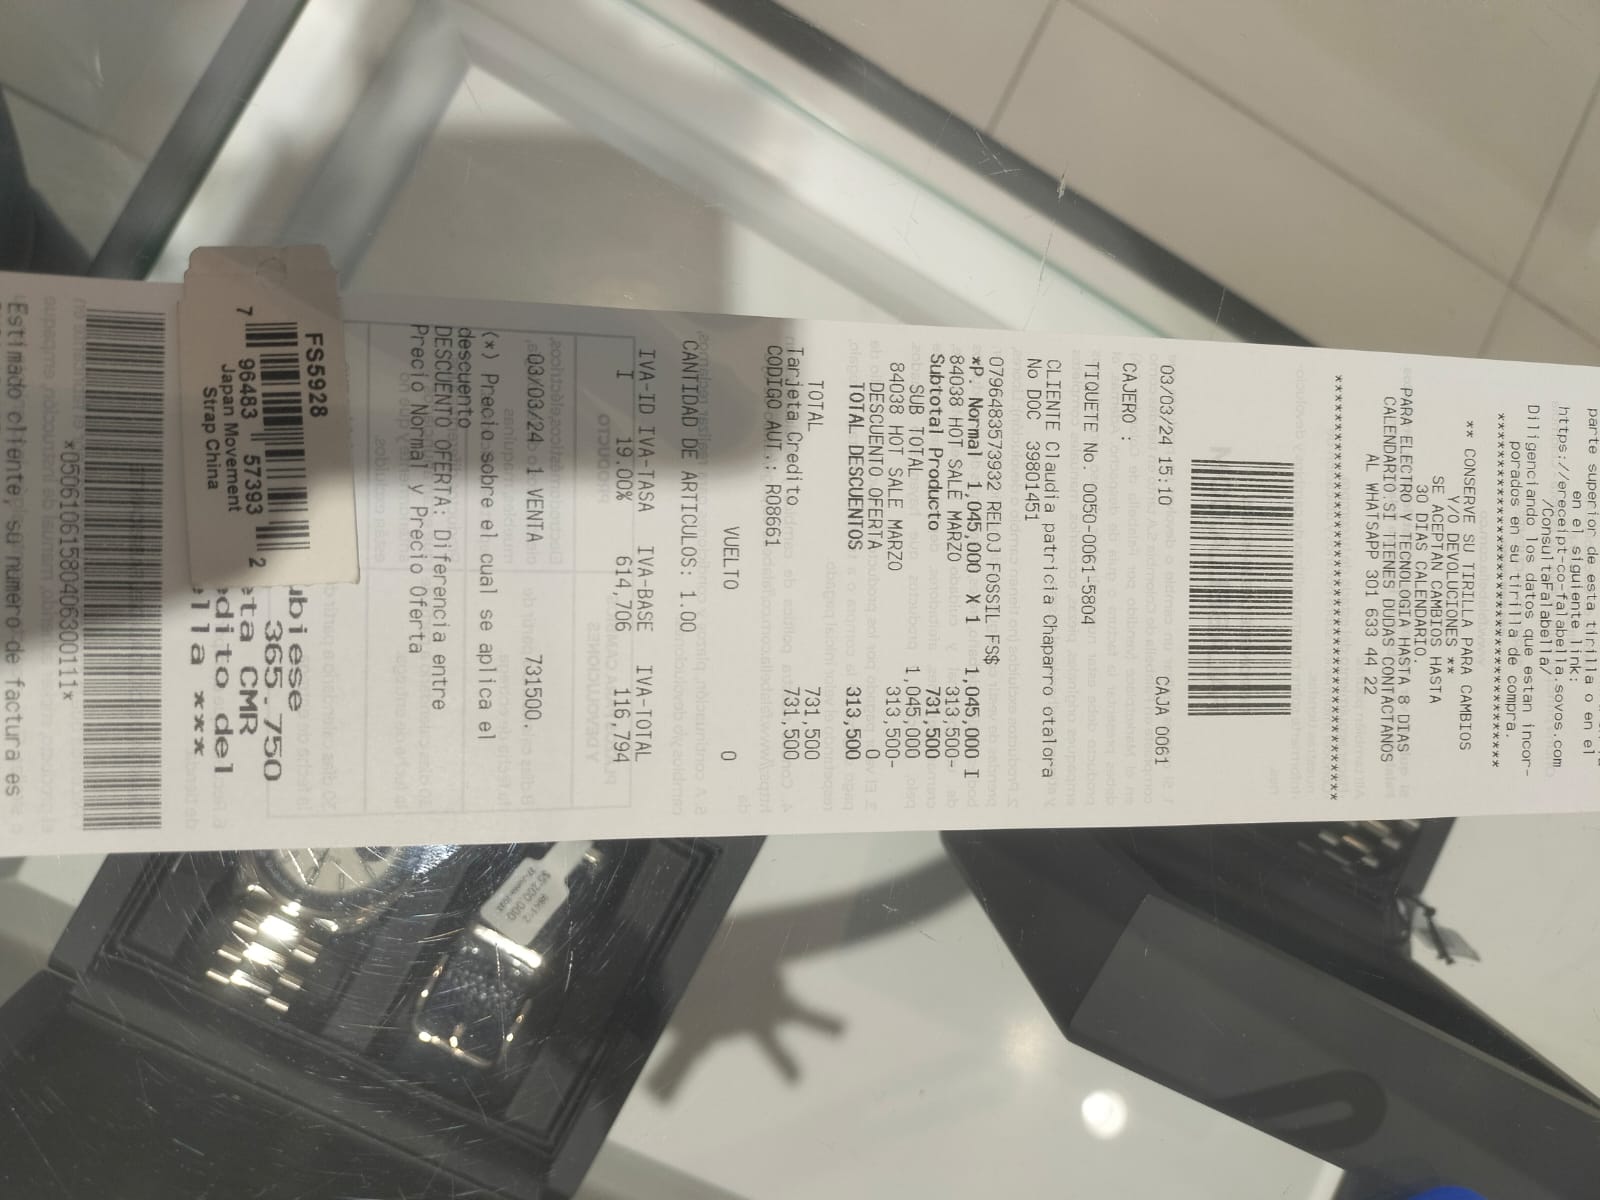 parte superior de esta tirilla o en el
en el siguiente link:
https://ereceipt-co-falabella.sovos.com
/ConsultaFalabella/
Diligenciando los datos que estan incor-
porados en su tirilla de compra.
****************************************
** CONSERVE SU TIRILLA PARA CAMBIOS
Y/O DEVOLUCIONES **
SE ACEPTAN CAMBIOS HASTA
30 DIAS CALENDARIO.
PARA ELECTRO Y TECNOLOGIA HASTA 8 DIAS
CALENDARIO.SI TIENES DUDAS CONTACTANOS
AL WHATSAPP 301 633 44 22
****************************************
03/03/24 15:10 CAJA 0061
CAJERO :
TIQUETE No. 0050-0061-5804
CLIENTE Claudia patricia Chaparro otalora
No DOC 39801451
0796483573932 RELOJ FOSSIL FS$
*P. Normal 1,045,000 X 1 1,045,000 I
84038 HOT SALE MARZO 313,500-
Subtotal Producto 731,500
SUB TOTAL 1,045,000
84038 HOT SALE MARZO 313,500-
DESCUENTO OFERTA 0
TOTAL DESCUENTOS 313,500
TOTAL 731,500
Tarjeta Credito 731,500
CODIGO AUT.: R08661
VUELTO 0
CANTIDAD DE ARTICULOS: 1.00
IVA-ID IVA-TASA IVA-BASE IVA-TOTAL
I 19.00% 614,706 116,794
03/03/24 1 VENTA 731500.
(*) Precio sobre el cual se aplica el
descuento
DESCUENTO OFERTA: Diferencia entre
Precio Normal y Precio Oferta
FS5928
7 96483 57393 2
Japan Movement
Strap China
365.750
eta CMR
*05061061580406300111*
Estimado cliente, su numero de factura es
$5.200.000